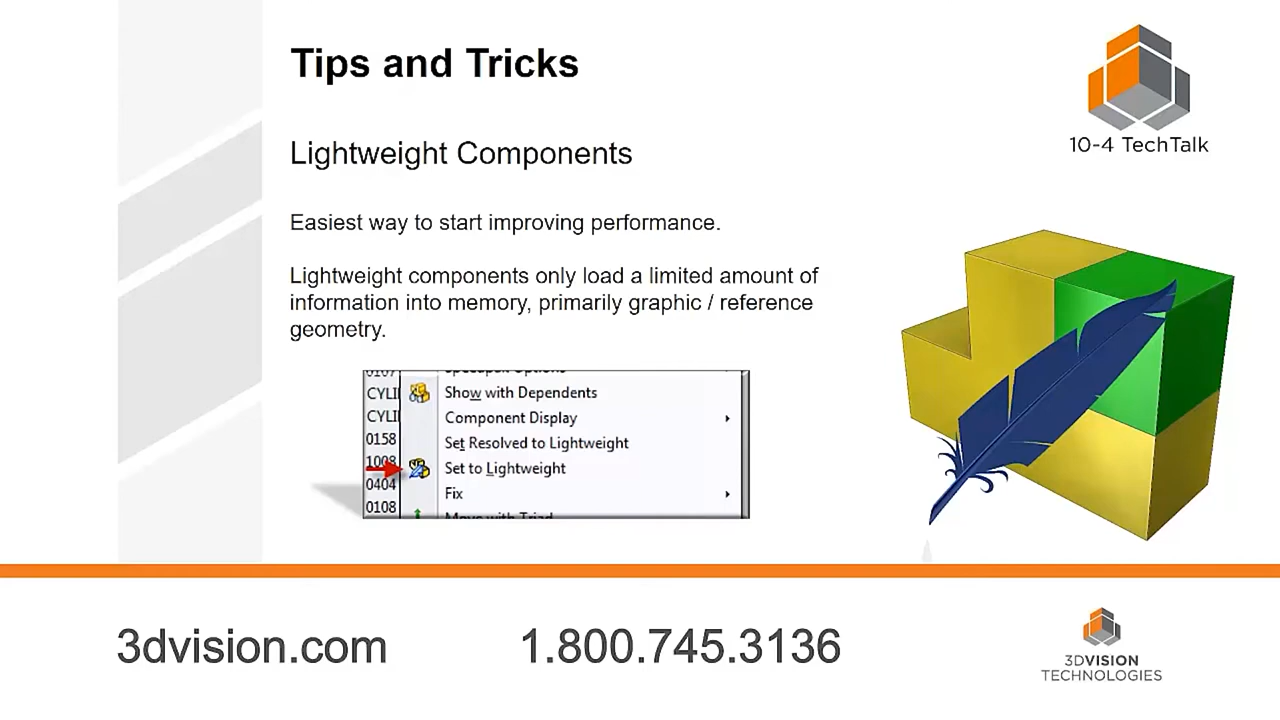 Tips and Tricks
10-4 TechTalk
Lightweight Components
Easiest way to start improving performance.
Lightweight components only load a limited amount of
information into memory, primarily graphic / reference
geometry.
CYLI
Show with Dependents
CYLI
Component Display
0158
Set Resolved to Lightweight
Set to Lightweight
0404
Fix
0108
3dvision.com
1.800.745.3136
3DVISION
TECHNOLOGIES